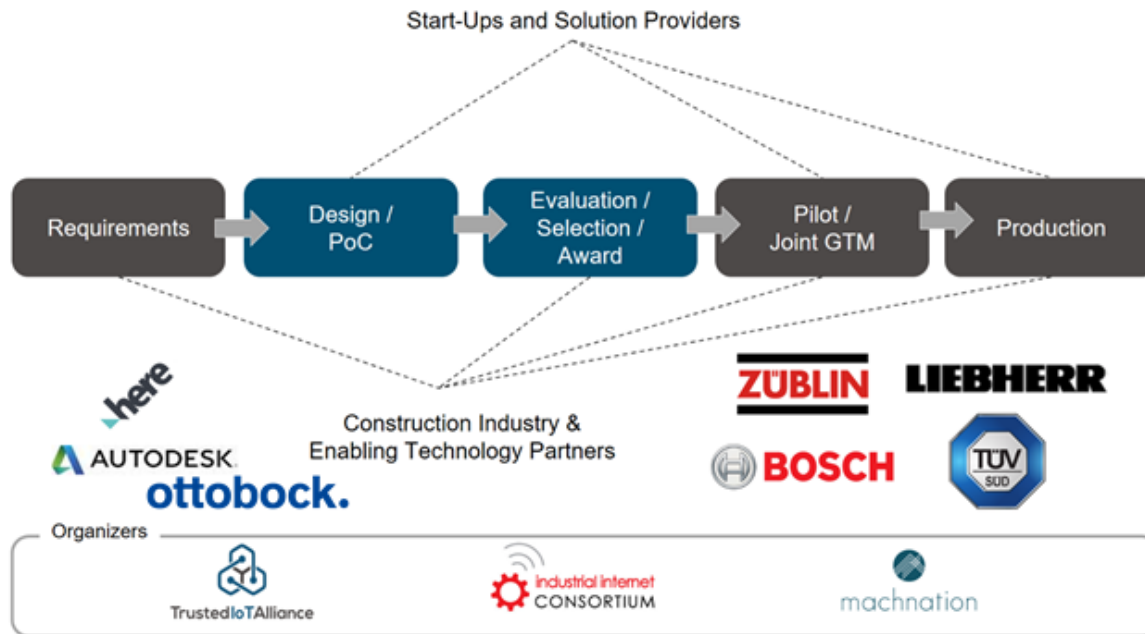 Start-Ups and Solution Providers
Requirements
Design /
PoC
Evaluation /
Selection /
Award
Pilot /
Joint GTM
Production
here
AUTODESK.
ottobock.
Construction Industry &
Enabling Technology Partners
ZÜBLIN
LIEBHERR
BOSCH
TÜV
SÜD
Organizers
TrustedIoTAlliance
industrial internet
CONSORTIUM
machnation